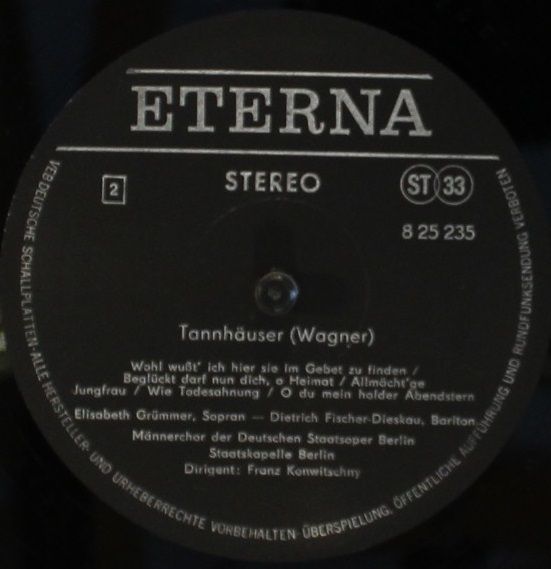 ETERNA
2
STEREO
ST 33
8 25 235
Tannhäuser (Wagner)
Wohl wußt' ich hier sie im Gebet zu finden /
Beglückt darf nun dich, o Heimat / Allmächt'ge
Jungfrau / Wie Todesahnung / O du mein holder Abendstern
Elisabeth Grümmer, Sopran — Dietrich Fischer-Dieskau, Bariton
Männerchor der Deutschen Staatsoper Berlin
Staatskapelle Berlin
Dirigent: Franz Konwitschny
VEB DEUTSCHE SCHALLPLATTEN·ALLE HERSTELLER- UND URHEBERRECHTE VORBEHALTEN·ÜBERSPIELUNG, ÖFFENTLICHE AUFFÜHRUNG UND RUNDFUNKSENDUNG VERBOTEN